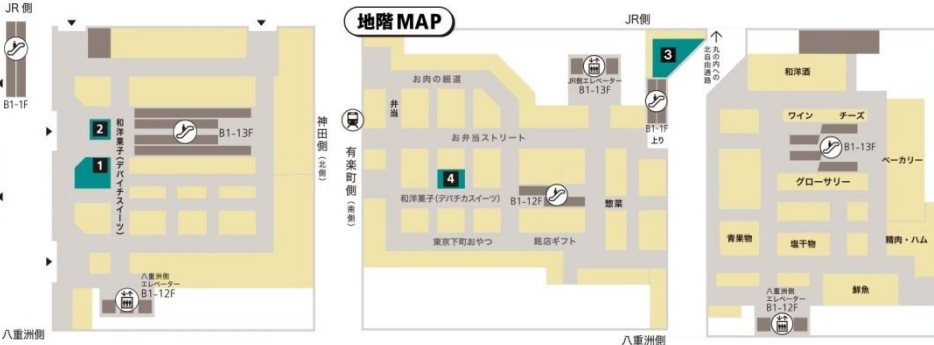 JR側
B1-1F
2
1
和洋菓子(デパイチスイーツ)
B1-13F
神田側(北側)
八重洲側
エレベーター
B1-12F
八重洲側
地階MAP
JR側
有楽町側(南側)
お肉の細道
弁当
お弁当ストリート
4
和洋菓子(デパチカスイーツ)
東京下町おやつ
銘店ギフト
B1-12F
惣菜
JR側エレベーター
B1-13F
3
B1-1F
上り
丸の内への
北自由通路
八重洲側
和洋酒
ワイン
チーズ
B1-13F
グローサリー
ベーカリー
青果物
塩干物
精肉・ハム
鮮魚
八重洲側
エレベーター
B1-12F